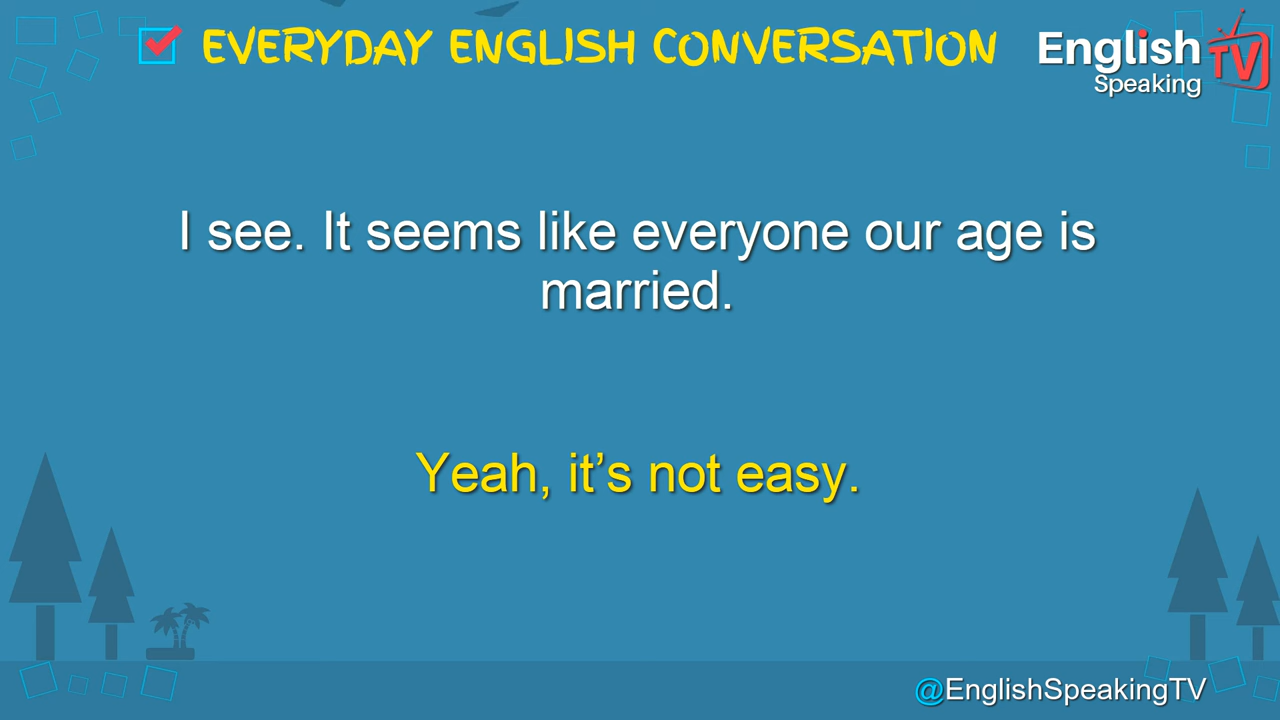 EVERYDAY ENGLISH CONVERSATION
English TV
Speaking
I see. It seems like everyone our age is
married.
Yeah, it’s not easy.
@EnglishSpeakingTV